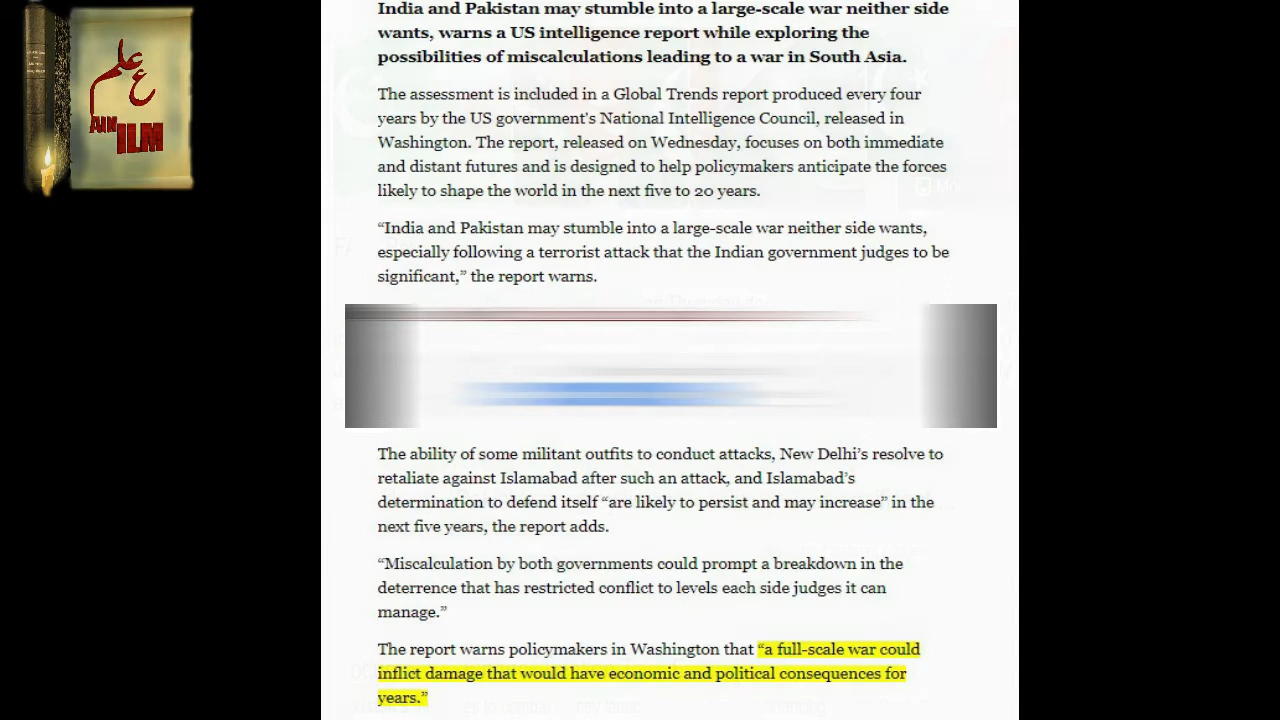 علم
ع
AIN
ILM
India and Pakistan may stumble into a large-scale war neither side
wants, warns a US intelligence report while exploring the
possibilities of miscalculations leading to a war in South Asia.
The assessment is included in a Global Trends report produced every four
years by the US government's National Intelligence Council, released in
Washington. The report, released on Wednesday, focuses on both immediate
and distant futures and is designed to help policymakers anticipate the forces
likely to shape the world in the next five to 20 years.
“India and Pakistan may stumble into a large-scale war neither side wants,
especially following a terrorist attack that the Indian government judges to be
significant,” the report warns.
The ability of some militant outfits to conduct attacks, New Delhi’s resolve to
retaliate against Islamabad after such an attack, and Islamabad’s
determination to defend itself “are likely to persist and may increase” in the
next five years, the report adds.
“Miscalculation by both governments could prompt a breakdown in the
deterrence that has restricted conflict to levels each side judges it can
manage.”
The report warns policymakers in Washington that “a full-scale war could
inflict damage that would have economic and political consequences for
years.”